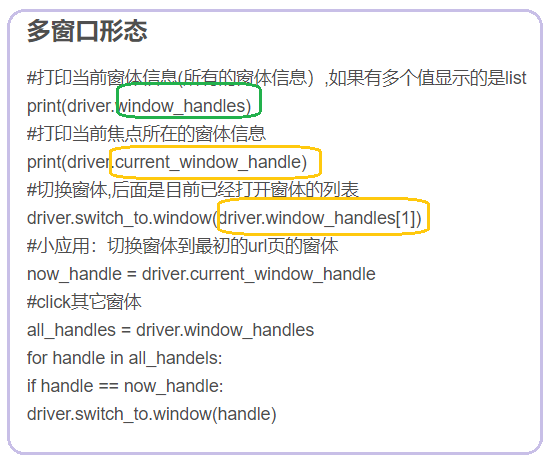 多窗口形态
#打印当前窗体信息(所有的窗体信息）,如果有多个值显示的是list
print(driver.window_handles)
#打印当前焦点所在的窗体信息
print(driver.current_window_handle)
#切换窗体,后面是目前已经打开窗体的列表
driver.switch_to.window(driver.window_handles[1])
#小应用：切换窗体到最初的url页的窗体
now_handle = driver.current_window_handle
#click其它窗体
all_handles = driver.window_handles
for handle in all_handels:
if handle == now_handle:
driver.switch_to.window(handle)